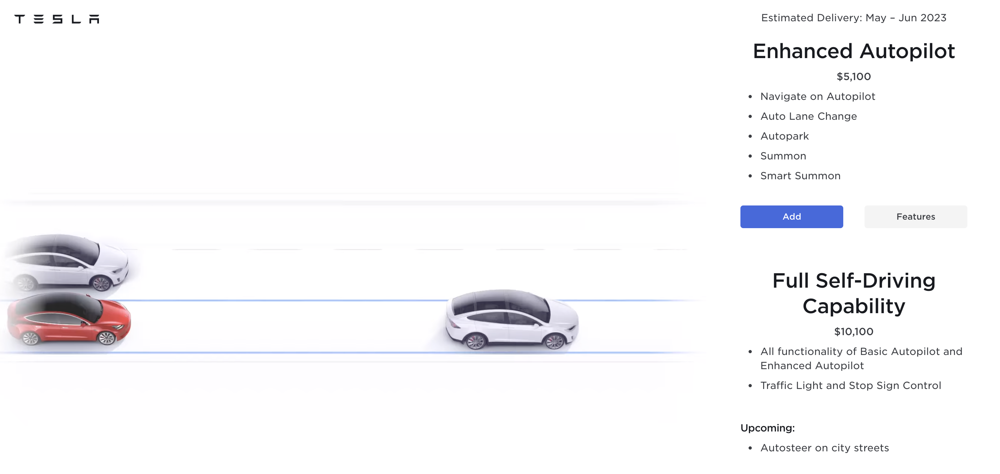 TESLA
Estimated Delivery: May – Jun 2023
Enhanced Autopilot
$5,100
• Navigate on Autopilot
• Auto Lane Change
• Autopark
• Summon
• Smart Summon
Add
Features
Full Self-Driving
Capability
$10,100
• All functionality of Basic Autopilot and
Enhanced Autopilot
• Traffic Light and Stop Sign Control
Upcoming:
• Autosteer on city streets